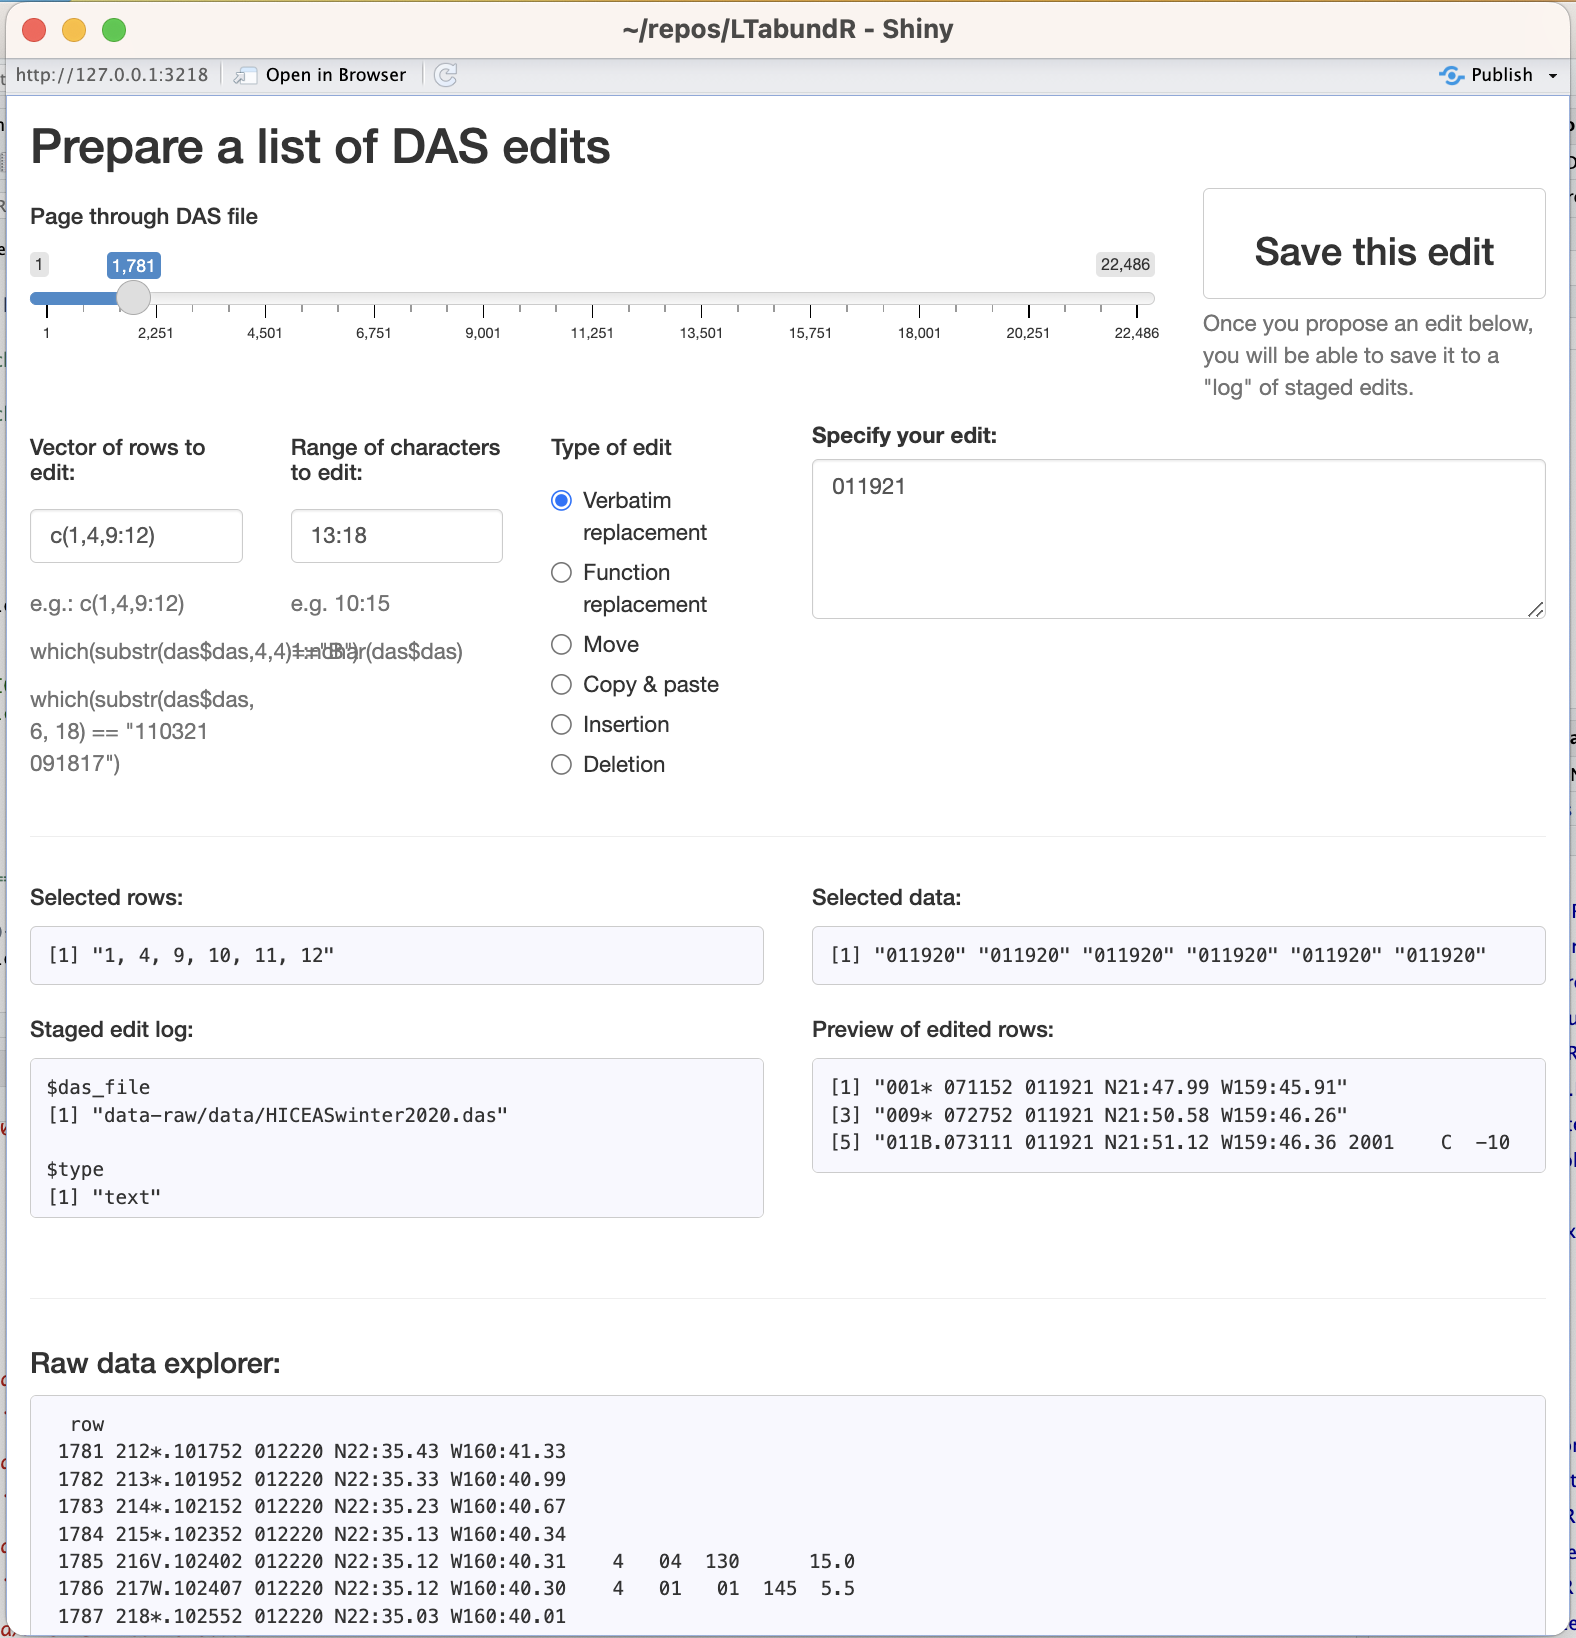 ~/repos/LTabundR - Shiny
http://127.0.0.1:3218 Open in Browser Publish
Prepare a list of DAS edits
Page through DAS file
1 1,781 22,486
1 2,251 4,501 6,751 9,001 11,251 13,501 15,751 18,001 20,251 22,486
Save this edit
Once you propose an edit below,
you will be able to save it to a
"log" of staged edits.
Vector of rows to
edit:
c(1,4,9:12)
e.g.: c(1,4,9:12)
which(substr(das$das,4,4)=="B")
which(substr(das$das,
6, 18) == "110321
091817")
Range of characters
to edit:
13:18
e.g. 10:15
1:nchar(das$das)
Type of edit
Verbatim
replacement
Function
replacement
Move
Copy & paste
Insertion
Deletion
Specify your edit:
011921
Selected rows:
[1] "1, 4, 9, 10, 11, 12"
Selected data:
[1] "011920" "011920" "011920" "011920" "011920" "011920"
Staged edit log:
$das_file
[1] "data-raw/data/HICEASwinter2020.das"
$type
[1] "text"
Preview of edited rows:
[1] "001* 071152 011921 N21:47.99 W159:45.91"
[3] "009* 072752 011921 N21:50.58 W159:46.26"
[5] "011B.073111 011921 N21:51.12 W159:46.36 2001    C  -10
Raw data explorer:
row
1781 212*.101752 012220 N22:35.43 W160:41.33
1782 213*.101952 012220 N22:35.33 W160:40.99
1783 214*.102152 012220 N22:35.23 W160:40.67
1784 215*.102352 012220 N22:35.13 W160:40.34
1785 216V.102402 012220 N22:35.12 W160:40.31    4   04  130      15.0
1786 217W.102407 012220 N22:35.12 W160:40.30    4   01   01  145  5.5
1787 218*.102552 012220 N22:35.03 W160:40.01